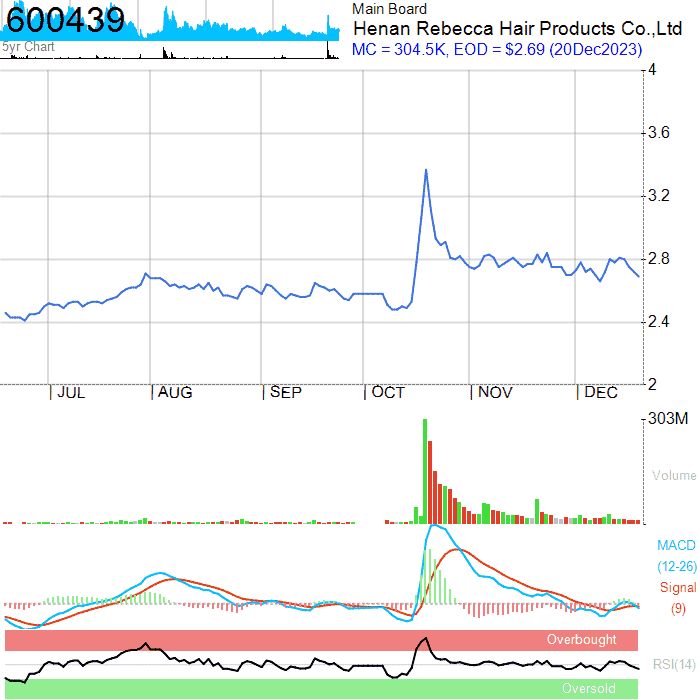 600439
5yr Chart
Main Board
Henan Rebecca Hair Products Co.,Ltd
MC = 304.5K, EOD = $2.69 (20Dec2023)
4
3.6
3.2
2.8
2.4
2
JUL AUG SEP OCT NOV DEC
303M
Volume
MACD
(12-26)
Signal
(9)
Overbought
RSI(14)
Oversold